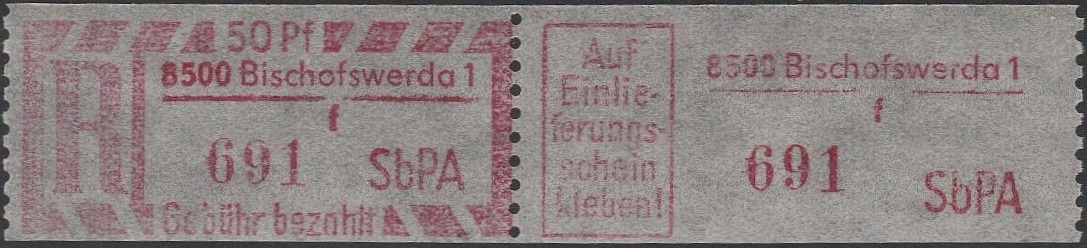 50 Pf
R
8500 Bischofswerda 1
f
691 SbPA
Gebühr bezahlt
Auf
Einlie-
ferungs-
schein
kleben!
8500 Bischofswerda 1
f
691
SbPA